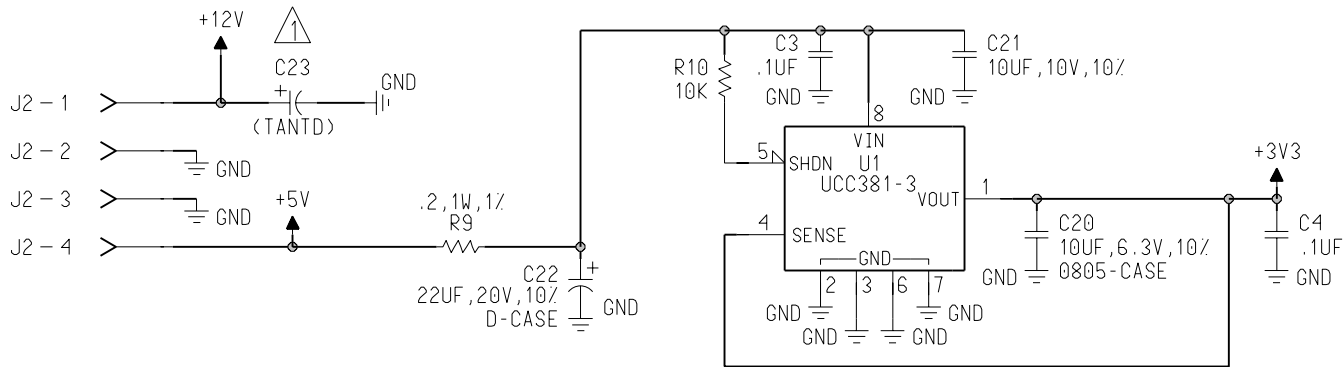 +12V
1
C23
GND
+
(TANTD)
J2-1
J2-2
GND
J2-3
GND
J2-4
+5V
.2,1W,1%
R9
+
C22
22UF,20V,10%
D-CASE
GND
R10
10K
C3
.1UF
GND
C21
10UF,10V,10%
GND
8
VIN
5
SHDN
U1
UCC381-3
VOUT
1
4
SENSE
GND
2
3
6
7
GND
GND
GND
GND
C20
10UF,6.3V,10%
0805-CASE
GND
+3V3
C4
.1UF
GND